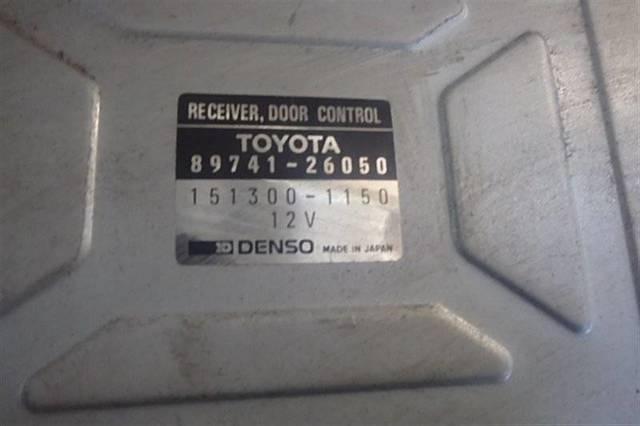 RECEIVER, DOOR CONTROL
TOYOTA
89741-26050
151300-1150
12V
DENSO MADE IN JAPAN